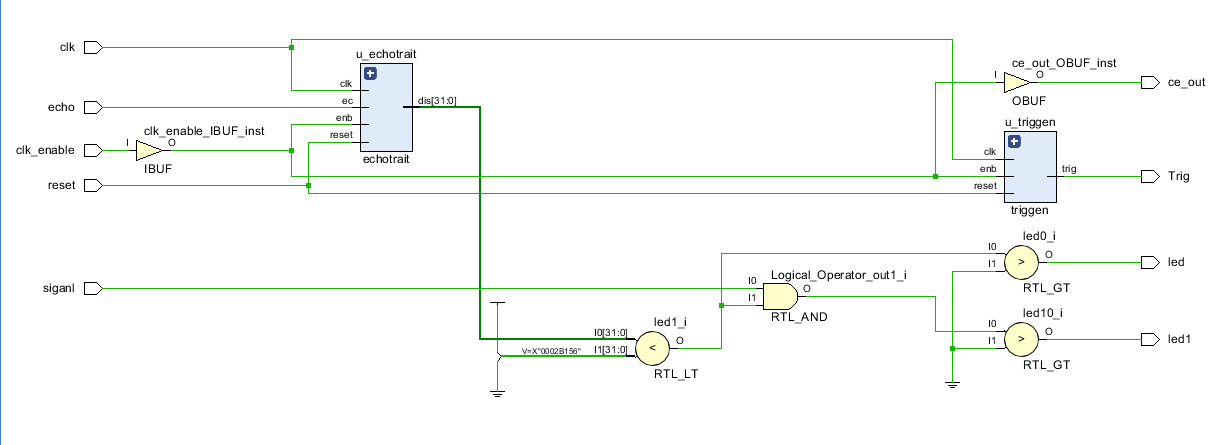 clk
u_echotrait
ce_out_OBUF_inst
I
O
ce_out
clk
OBUF
echo
ec
dis[31:0]
enb
u_triggen
clk_enable_IBUF_inst
reset
clk_enable
I
O
echotrait
clk
IBUF
enb
trig
Trig
reset
reset
triggen
led0_i
I0
O
led
I1
siganl
I0
Logical_Operator_out1_i
O
RTL_GT
I1
RTL_AND
led10_i
led1_i
I0
O
led1
I0[31:0]
O
I1
V=X"0002B156"
I1[31:0]
RTL_GT
RTL_LT